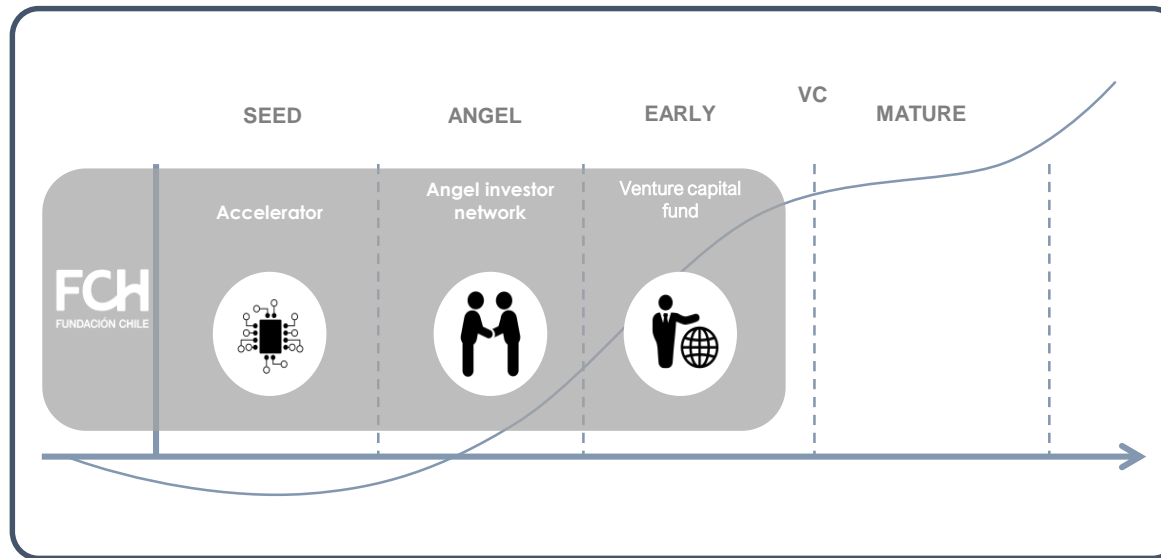 VC
SEED
ANGEL
EARLY
MATURE
Accelerator
Angel investor
network
Venture capital
fund
FCH
FUNDACIÓN CHILE